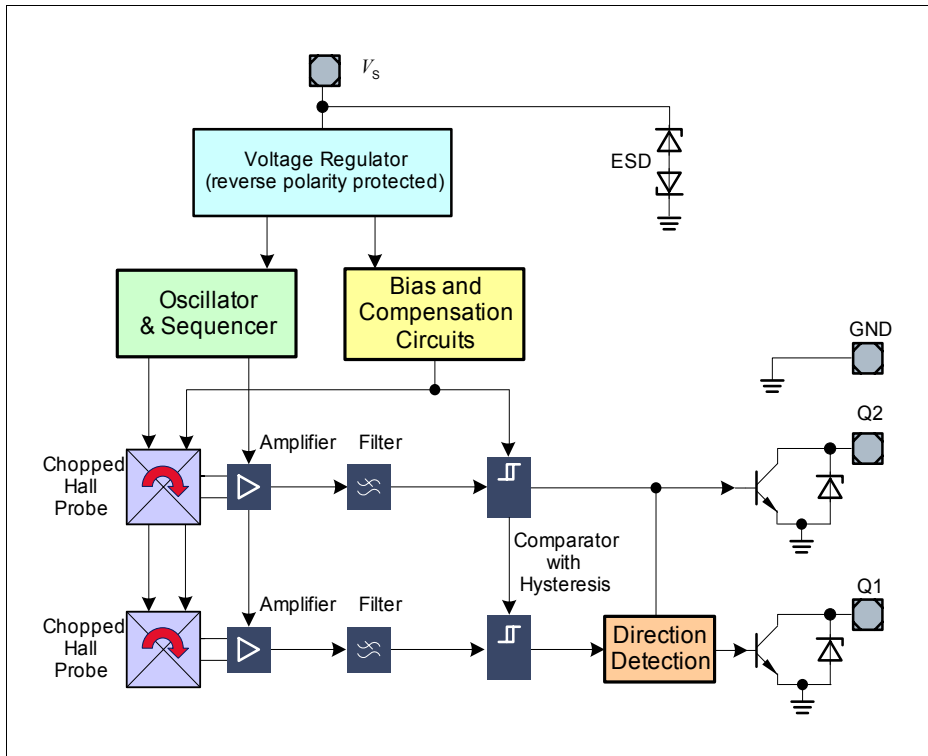 VS
Voltage Regulator
(reverse polarity protected)
ESD
Oscillator
& Sequencer
Bias and
Compensation
Circuits
GND
Q2
Amplifier
Filter
Chopped
Hall
Probe
Comparator
with
Hysteresis
Q1
Amplifier
Filter
Chopped
Hall
Probe
Direction
Detection